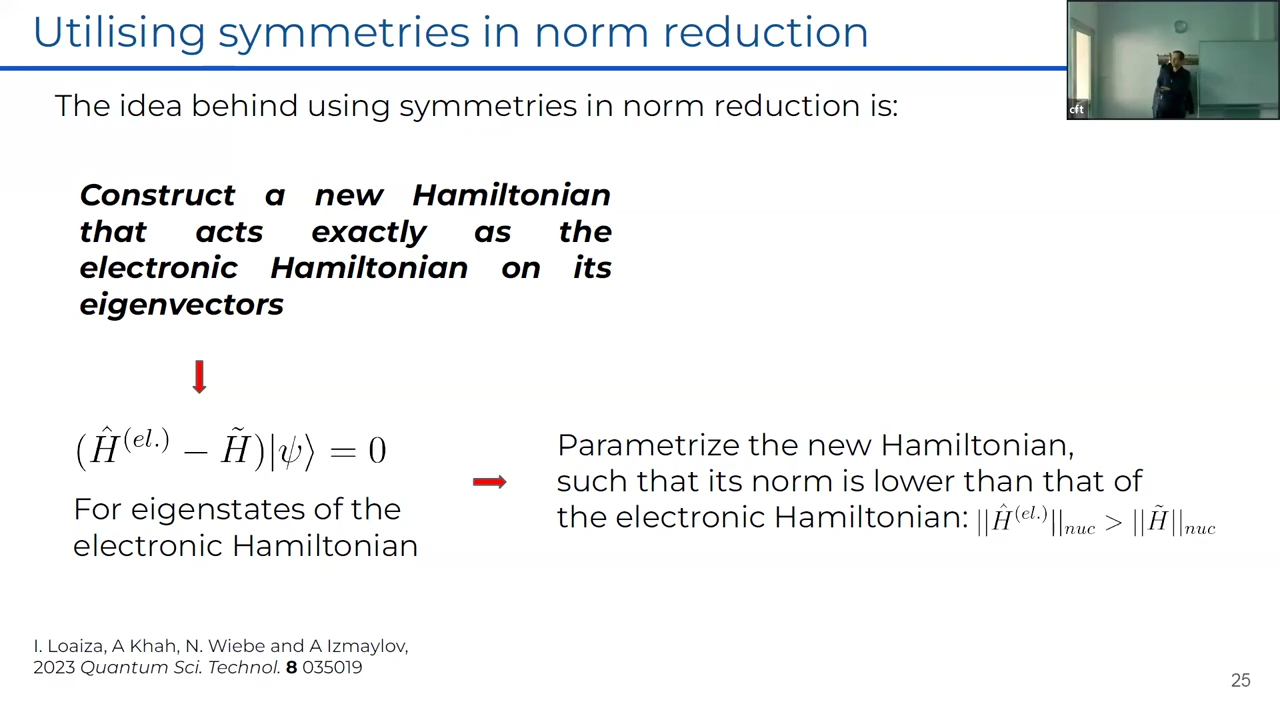 Utilising symmetries in norm reduction
cft
The idea behind using symmetries in norm reduction is:
Construct a new Hamiltonian
that acts exactly as the
electronic Hamiltonian on its
eigenvectors
(Ĥ^{(el.)} − H̃)|ψ⟩ = 0
For eigenstates of the
electronic Hamiltonian
Parametrize the new Hamiltonian,
such that its norm is lower than that of
the electronic Hamiltonian: ||Ĥ^{(el.)}||_{nuc} > ||H̃||_{nuc}
I. Loaiza, A Khah, N. Wiebe and A Izmaylov,
2023 Quantum Sci. Technol. 8 035019
25